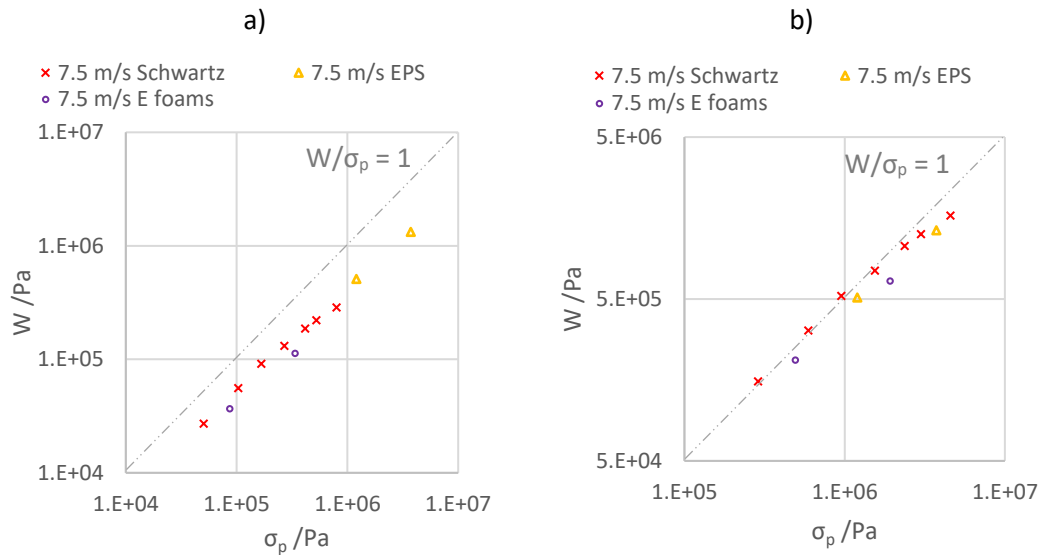 a)
× 7.5 m/s Schwartz △ 7.5 m/s EPS
○ 7.5 m/s E foams
1.E+07
W/σp = 1
1.E+06
W /Pa
1.E+05
1.E+04
1.E+04 1.E+05 1.E+06 1.E+07
σp /Pa
b)
× 7.5 m/s Schwartz △ 7.5 m/s EPS
○ 7.5 m/s E foams
5.E+06
W/σp = 1
W /Pa
5.E+05
5.E+04
1.E+05 1.E+06 1.E+07
σp /Pa